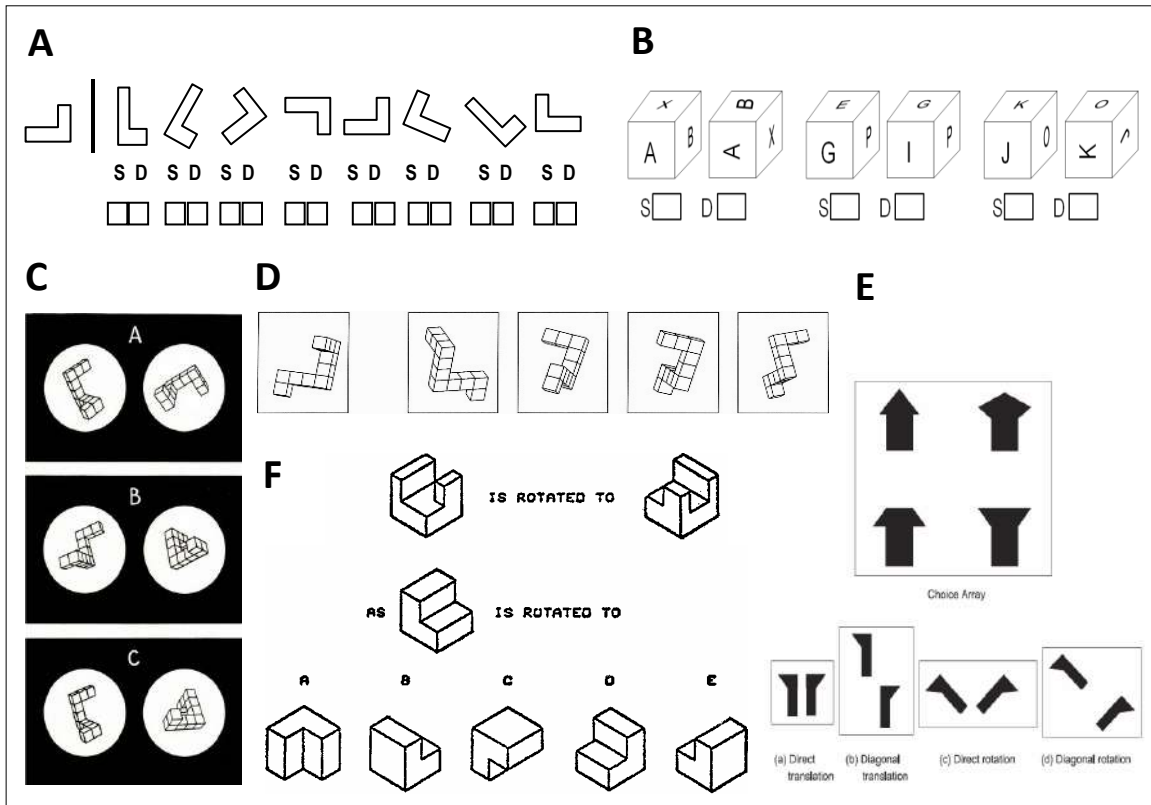 A
S D S D S D S D S D S D S D S D
B
X
A
B
B
A
X
E
G
P
G
I
P
K
J
O
O
K
S D S D S D
C
A
B
C
D
E
Choice Array
(a) Direct translation
(b) Diagonal translation
(c) Direct rotation
(d) Diagonal rotation
F
IS ROTATED TO
AS IS ROTATED TO
A B C D E